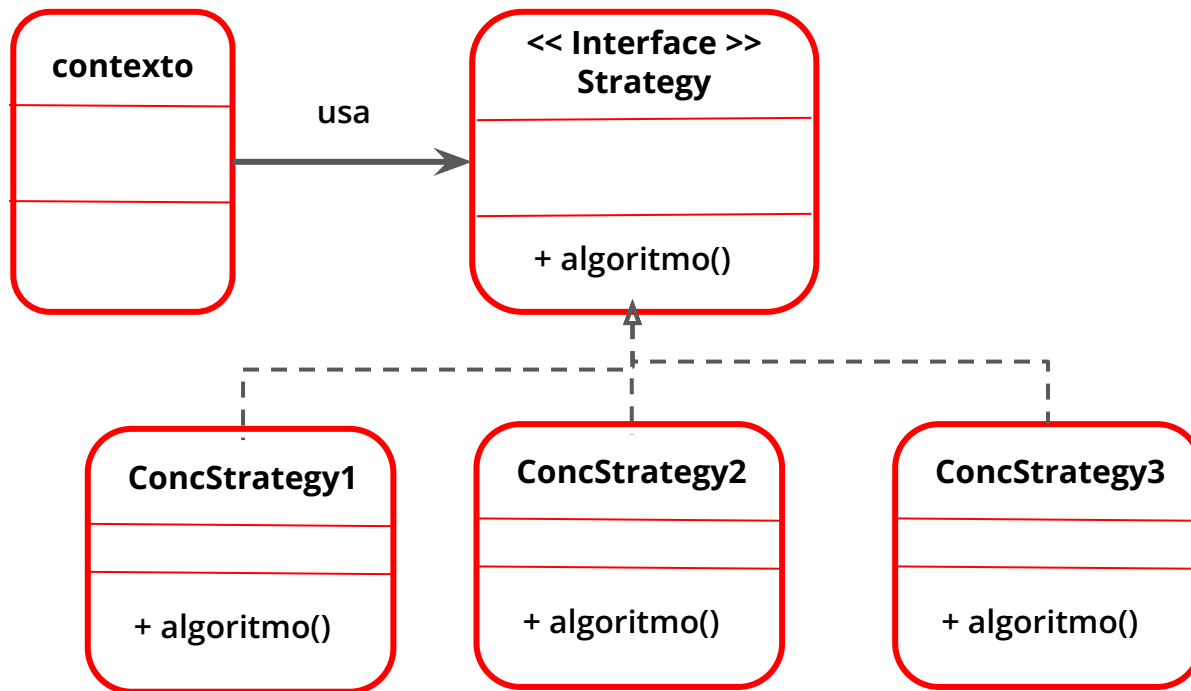 contexto
usa
<< Interface >>
Strategy
+ algoritmo()
ConcStrategy1
+ algoritmo()
ConcStrategy2
+ algoritmo()
ConcStrategy3
+ algoritmo()